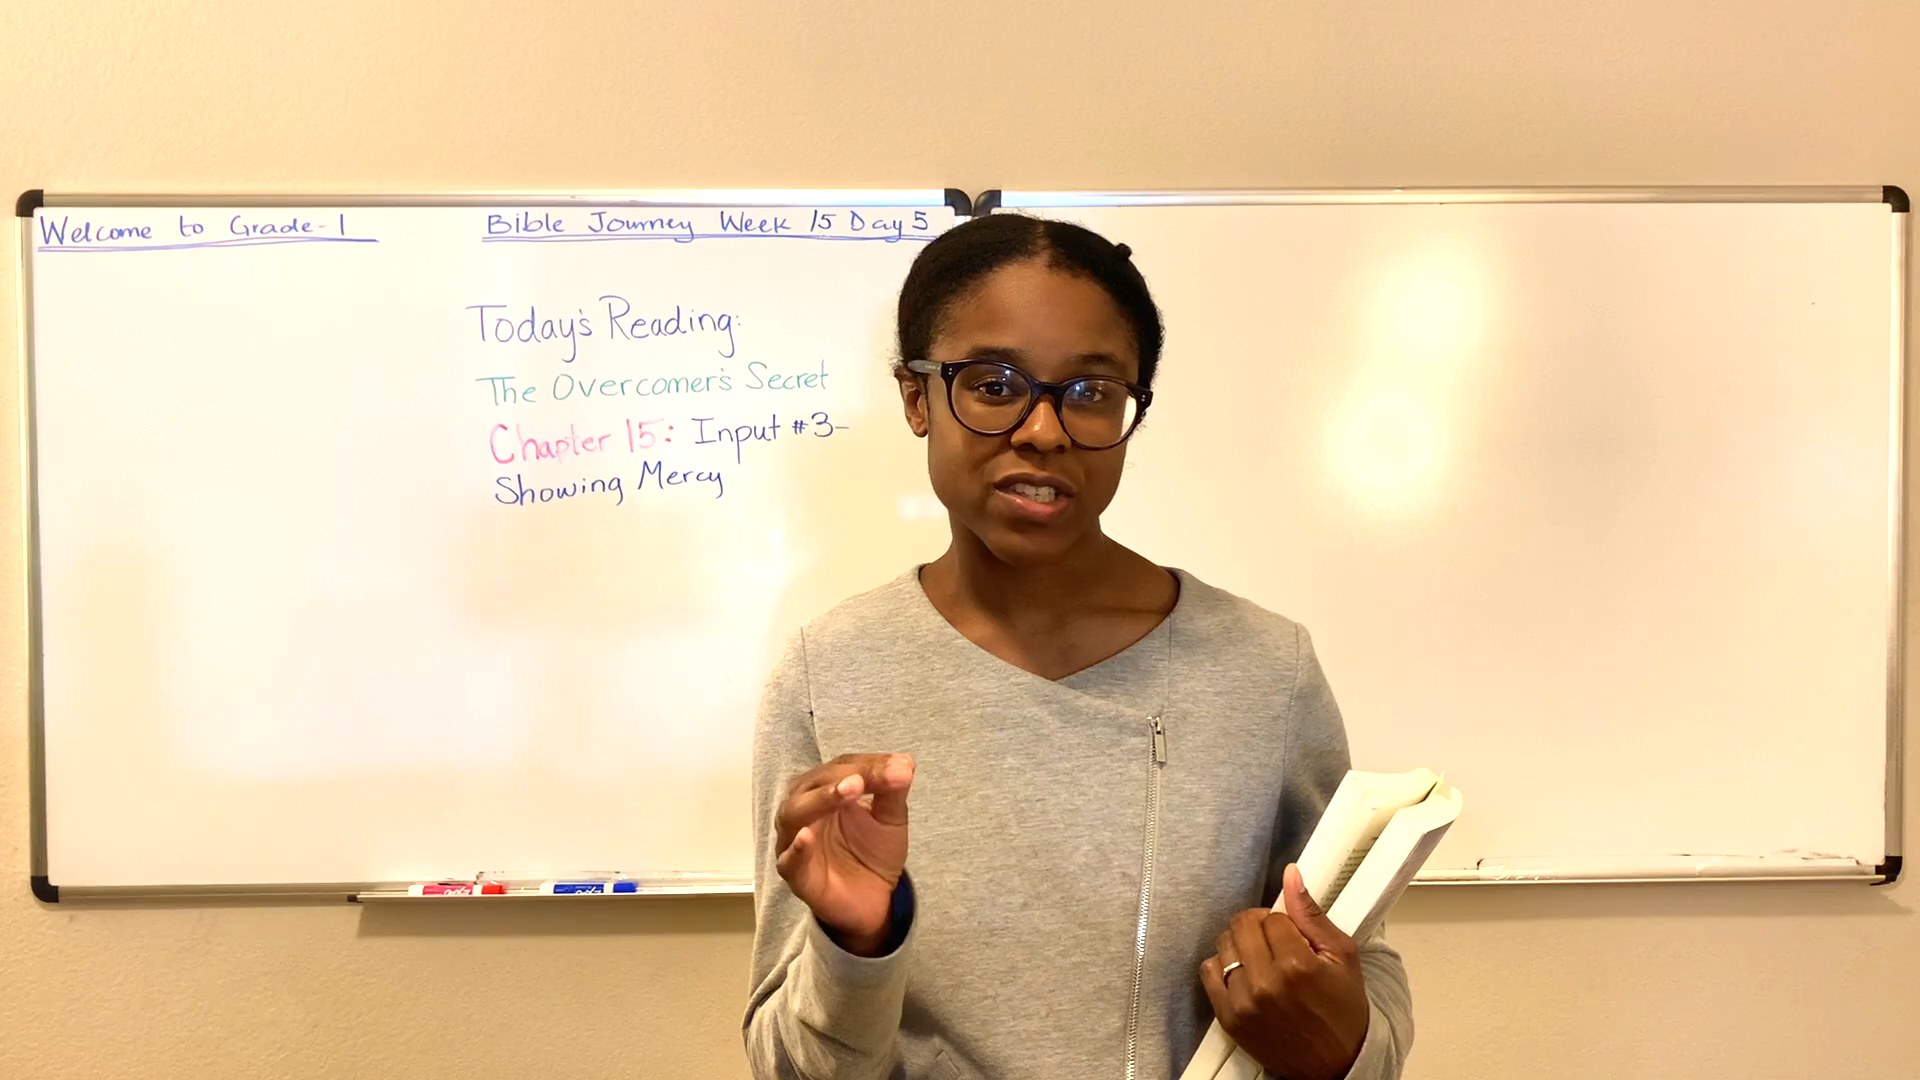 Welcome to Grade-1
Bible Journey Week 15 Day 5
Today's Reading:
The Overcomer's Secret
Chapter 15: Input #3-
Showing Mercy